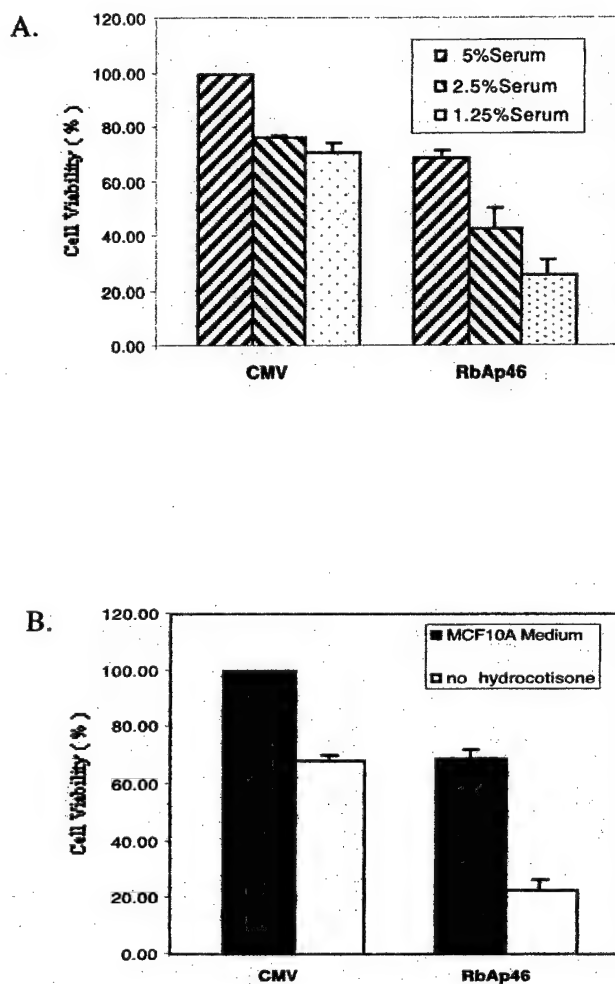 A.
120.00
100.00
80.00
60.00
40.00
20.00
0.00
Cell Viability ( % )
5%Serum
2.5%Serum
1.25%Serum
CMV
RbAp46
B.
120.00
100.00
80.00
60.00
40.00
20.00
0.00
Cell Viability ( % )
MCF10A Medium
no hydrocotisone
CMV
RbAp46